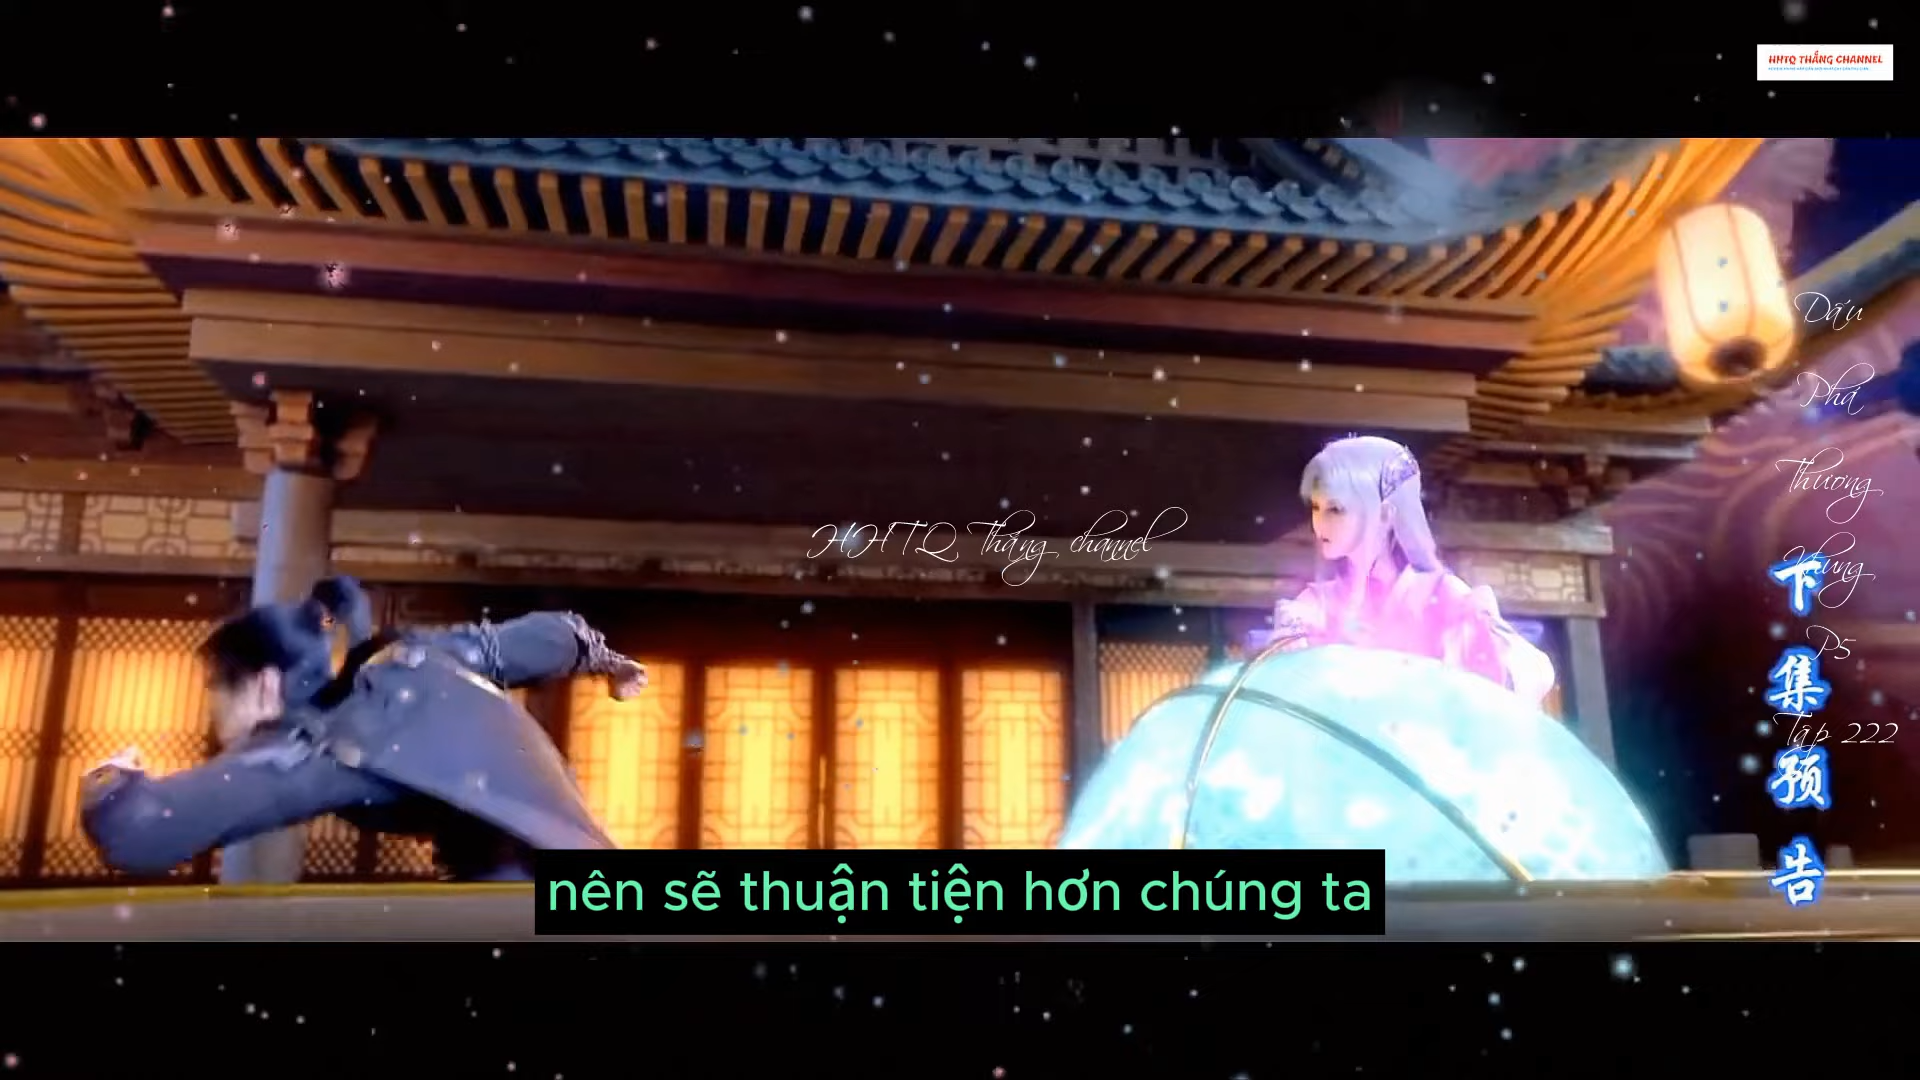 HHTQ THẮNG CHANNEL
Dấu
Phá
Thương
Khung
P5
Tập 222
下集预告
HHTQ Thắng channel
nên sẽ thuận tiện hơn chúng ta